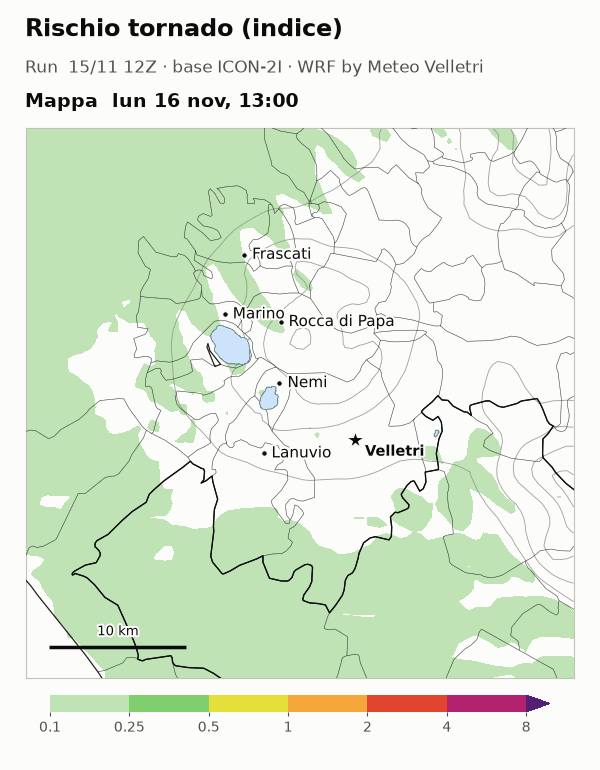 Rischio tornado (indice)
Run  15/11 12Z · base ICON-2I · WRF by Meteo Velletri
Mappa  lun 16 nov, 13:00
Frascati
Marino
Rocca di Papa
Nemi
Velletri
Lanuvio
10 km
0.1 0.25 0.5 1 2 4 8